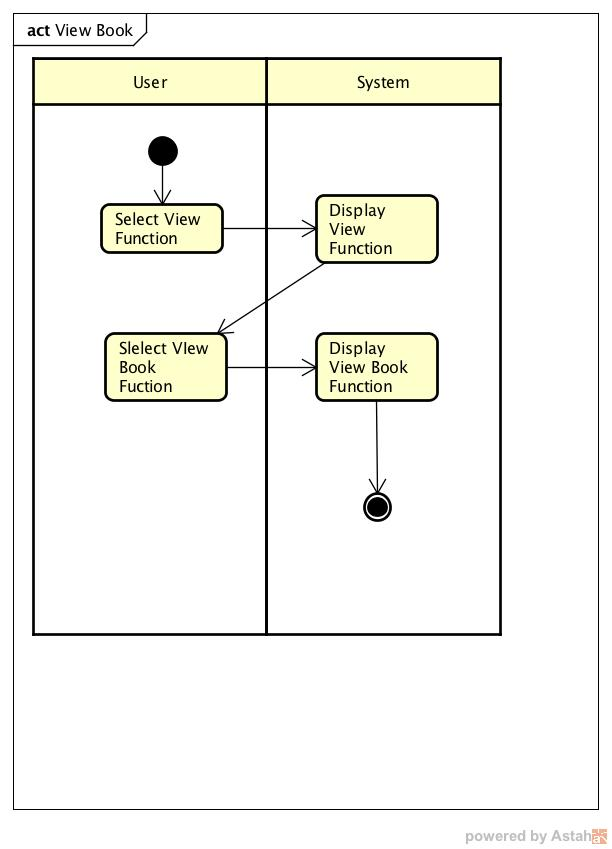 act View Book
User
System
Select View
Function
Display
View
Function
Slelect VIew
Book
Fuction
Display
View Book
Function
powered by Astah